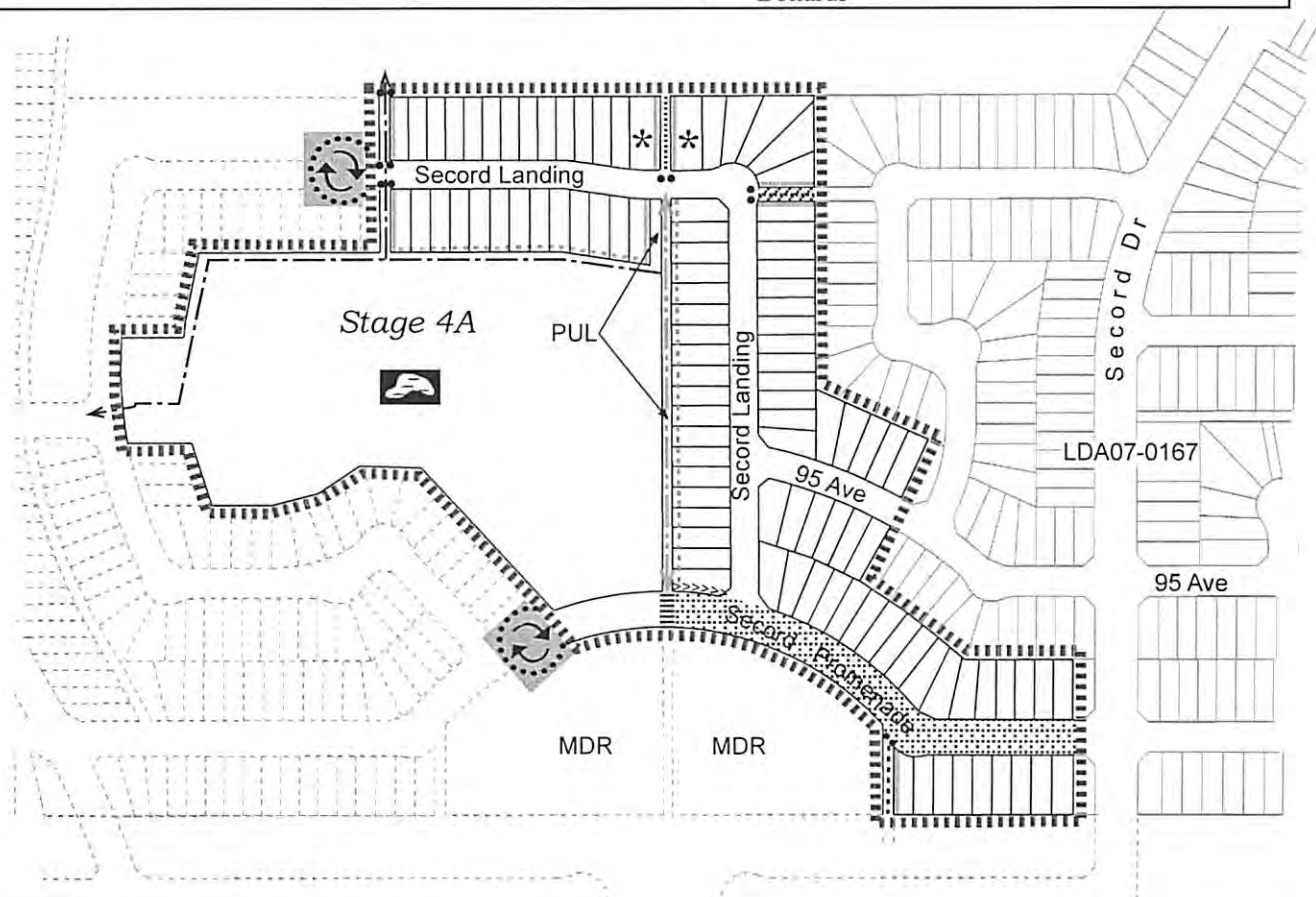 Secord Landing
Secord Dr
Stage 4A
PUL
Secord Landing
LDA07-0167
95 Ave
95 Ave
Secord Promenade
MDR
MDR